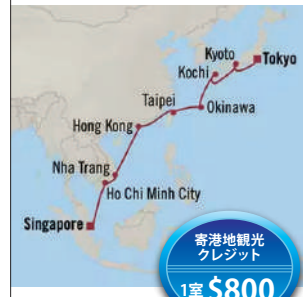 Kyoto
Tokyo
Kochi
Taipei
Okinawa
Hong Kong
Nha Trang
Ho Chi Minh City
Singapore
寄港地観光
クレジット
1室 $800